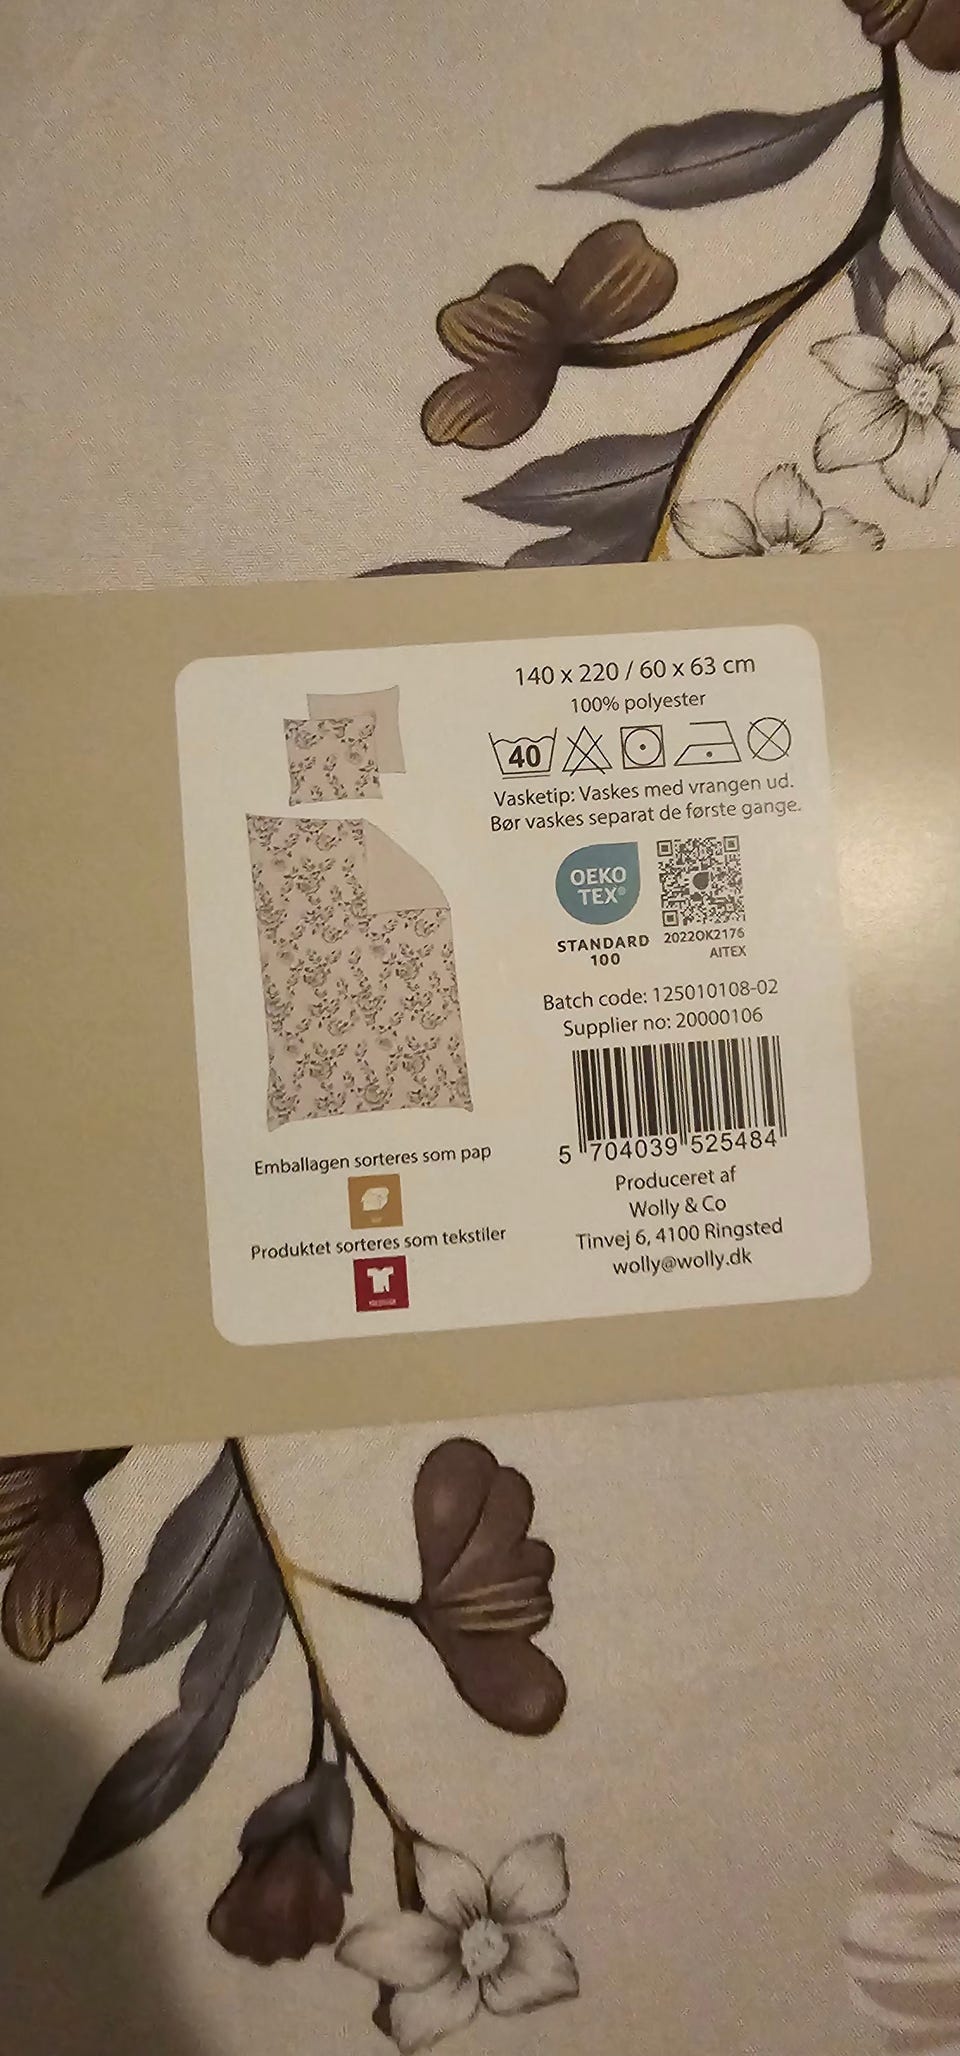 140 x 220 / 60 x 63 cm
100% polyester
40
Vasketip: Vaskes med vrangen ud.
Bør vaskes separat de første gange.
OEKO
TEX®
STANDARD
100
2022OK2176
AITEX
Batch code: 125010108-02
Supplier no: 20000106
5 704039 525484
Produceret af
Wolly & Co
Tinvej 6, 4100 Ringsted
wolly@wolly.dk
Emballagen sorteres som pap
Produktet sorteres som tekstiler